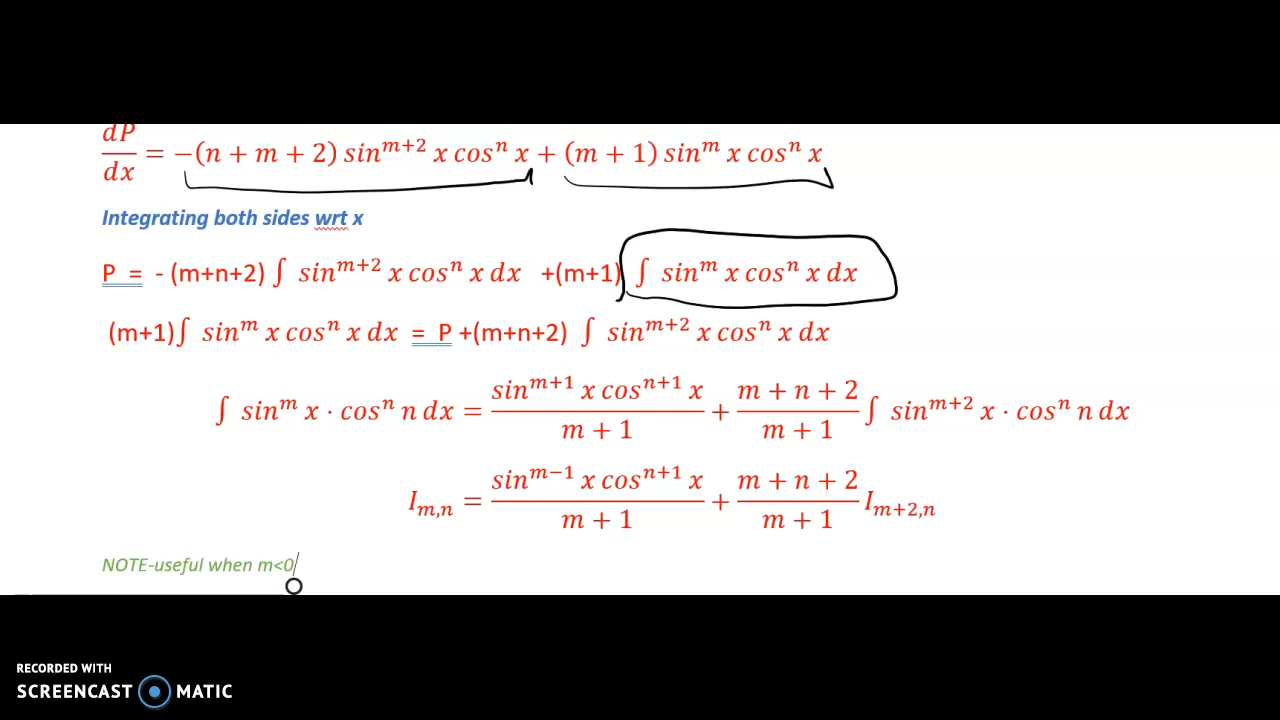 dP/dx = −(n + m + 2) sin^{m+2} x cos^n x + (m + 1) sin^m x cos^n x
Integrating both sides wrt x
P = - (m+n+2) ∫ sin^{m+2} x cos^n x dx +(m+1) ∫ sin^m x cos^n x dx
(m+1)∫ sin^m x cos^n x dx = P +(m+n+2) ∫ sin^{m+2} x cos^n x dx
∫ sin^m x · cos^n n dx = (sin^{m+1} x cos^{n+1} x)/(m + 1) + (m + n + 2)/(m + 1) ∫ sin^{m+2} x · cos^n n dx
I_{m,n} = (sin^{m−1} x cos^{n+1} x)/(m + 1) + (m + n + 2)/(m + 1) I_{m+2,n}
NOTE-useful when m<0
RECORDED WITH
SCREENCAST MATIC